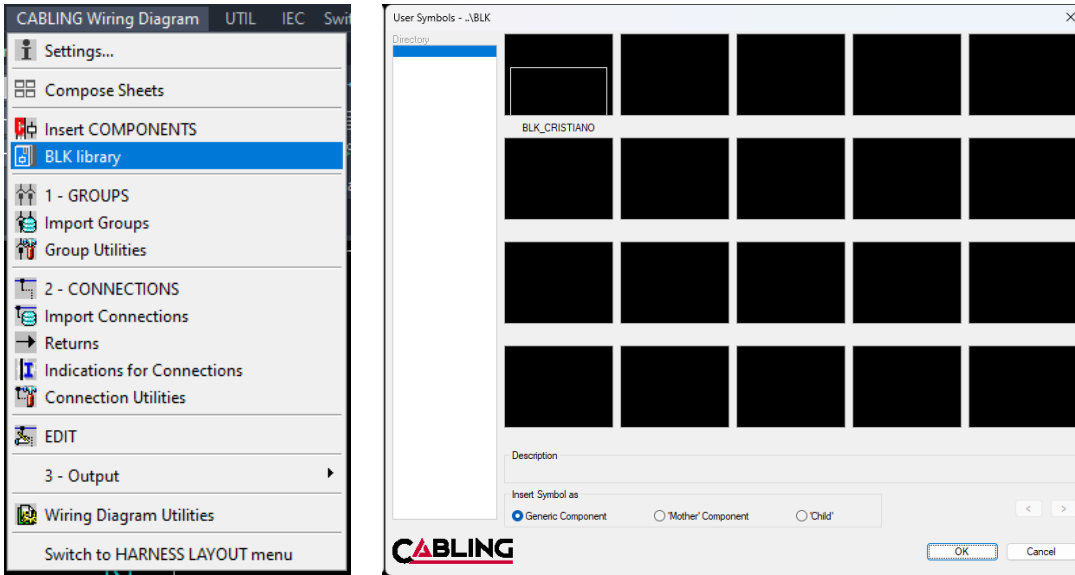 CABLING Wiring Diagram UTIL IEC Swit
Settings...
Compose Sheets
Insert COMPONENTS
BLK library
1 - GROUPS
Import Groups
Group Utilities
2 - CONNECTIONS
Import Connections
Returns
Indications for Connections
Connection Utilities
EDIT
3 - Output
Wiring Diagram Utilities
Switch to HARNESS LAYOUT menu
User Symbols - ..\BLK
Directory
BLK_CRISTIANO
Description
Insert Symbol as
Generic Component 'Mother' Component 'Child'
< >
CABLING
OK Cancel